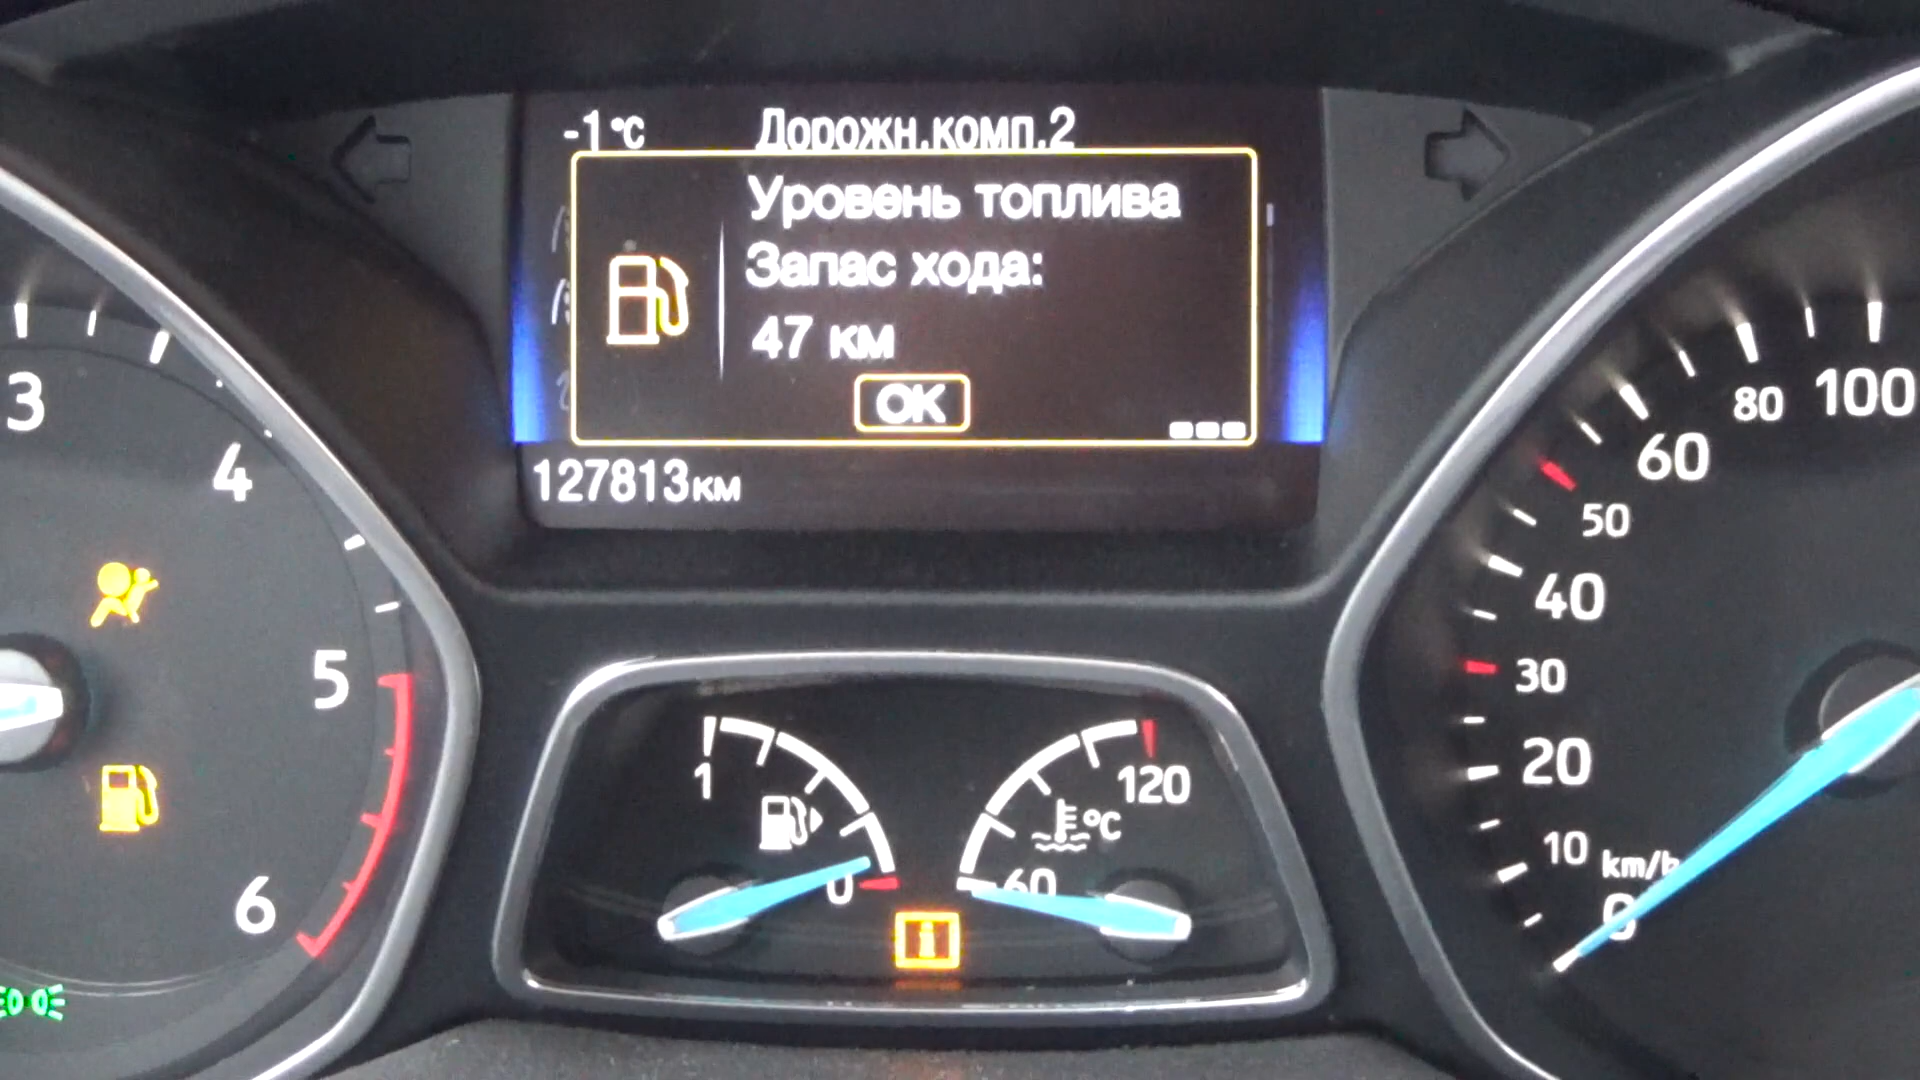 -1°C Дорожн.комп.2
Уровень топлива
Запас хода:
47 км
OK
127813км
3
4
5
6
1
0
120
°C
60
100
80
60
50
40
30
20
10
km/h
0